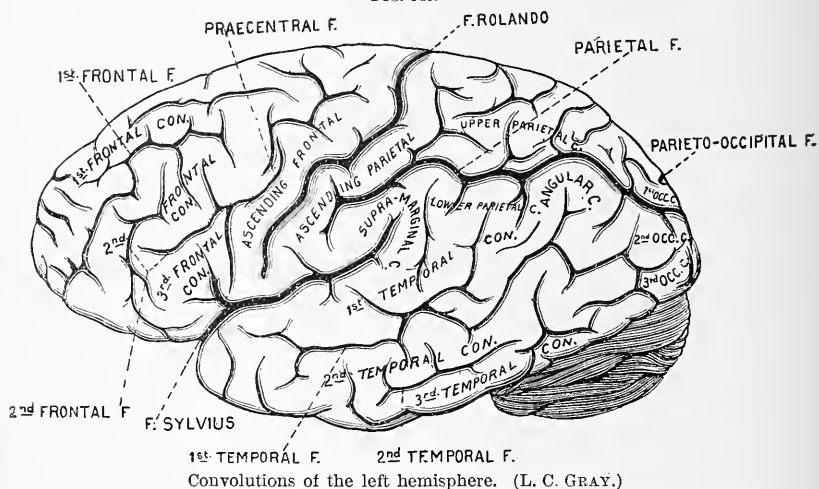 PRAECENTRAL F.
F. ROLANDO
PARIETAL F.
1st FRONTAL F.
PARIETO-OCCIPITAL F.
1st FRONTAL CON.
2nd FRONTAL CON.
3rd FRONTAL CON.
ASCENDING FRONTAL
ASCENDING PARIETAL
UPPER PARIETAL C.
SUPRA-MARGINAL C.
LOWER PARIETAL C.
ANGULAR C.
1st OCC. C
2nd OCC. C.
3rd OCC. C.
1st TEMPORAL CON.
2nd TEMPORAL CON.
3rd TEMPORAL CON.
2nd FRONTAL F
F. SYLVIUS
1st TEMPORAL F.
2nd TEMPORAL F.
Convolutions of the left hemisphere. (L. C. GRAY.)